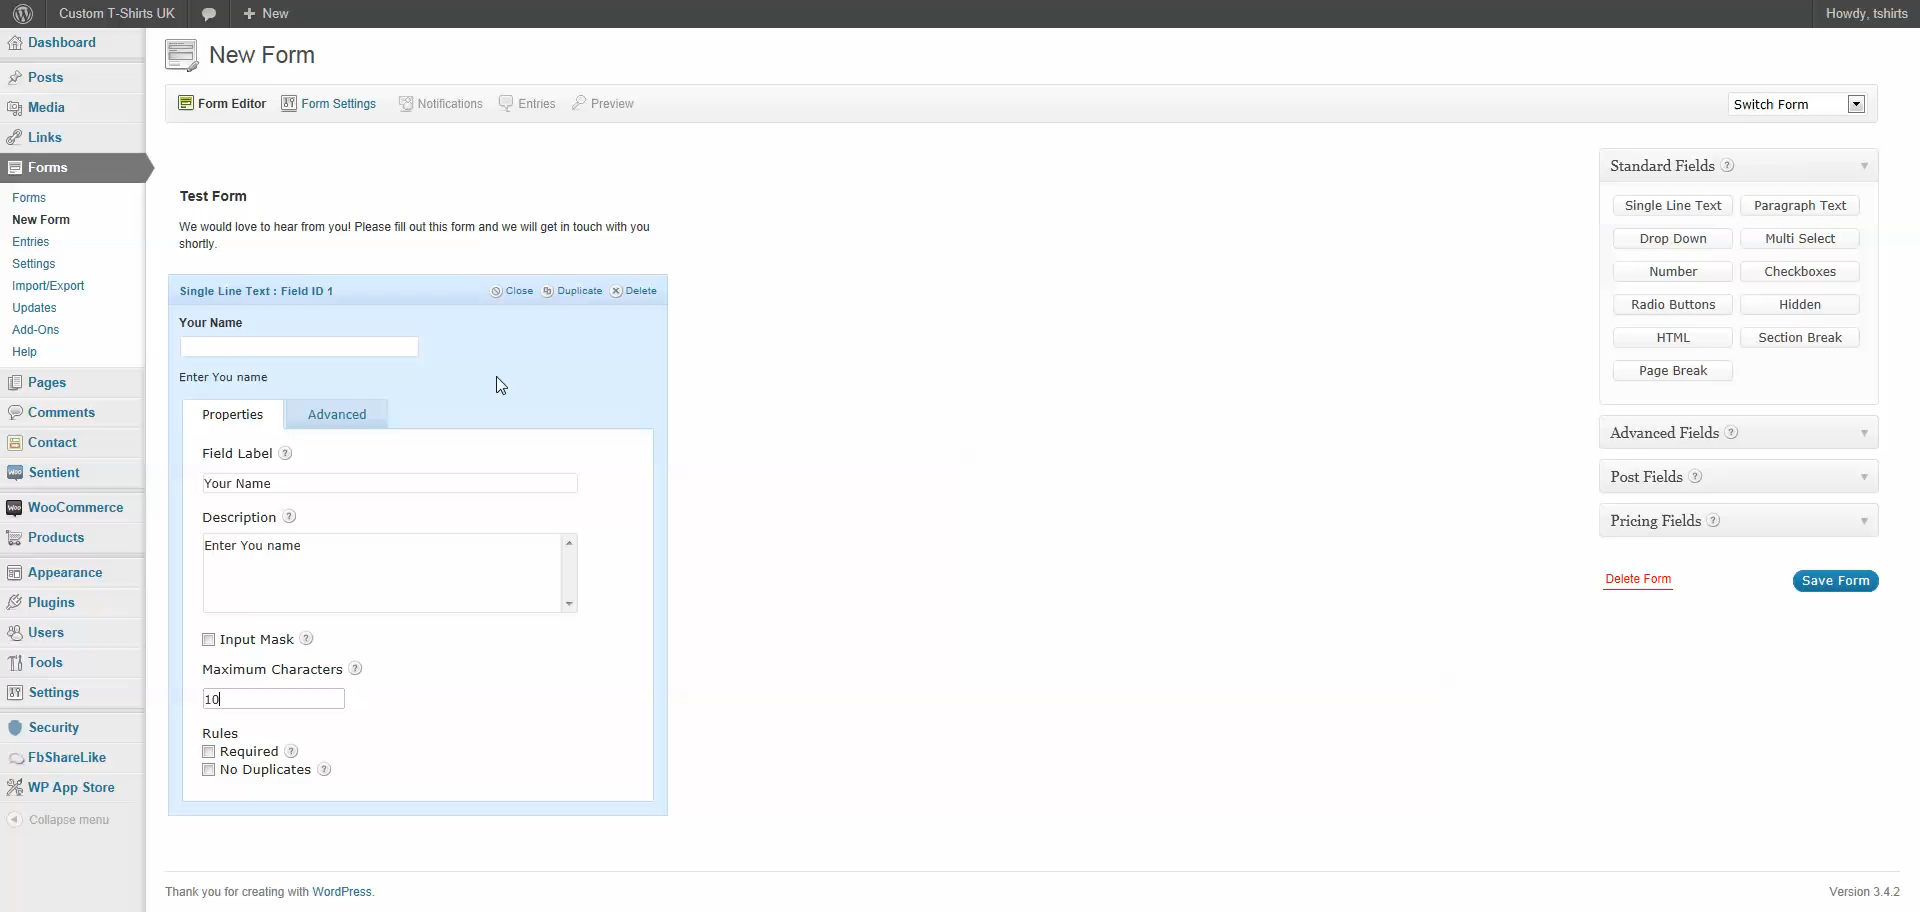 Custom T-Shirts UK
New
Howdy, tshirts
Dashboard
Posts
Media
Links
Forms
Forms
New Form
Entries
Settings
Import/Export
Updates
Add-Ons
Help
Pages
Comments
Contact
Sentient
WooCommerce
Products
Appearance
Plugins
Users
Tools
Settings
Security
FbShareLike
WP App Store
Collapse menu
New Form
Form Editor
Form Settings
Notifications
Entries
Preview
Switch Form
Test Form
We would love to hear from you! Please fill out this form and we will get in touch with you
shortly.
Single Line Text : Field ID 1
Close
Duplicate
Delete
Your Name
Enter You name
Properties
Advanced
Field Label ?
Your Name
Description ?
Enter You name
Input Mask ?
Maximum Characters ?
10
Rules
Required ?
No Duplicates ?
Standard Fields ?
Single Line Text
Paragraph Text
Drop Down
Multi Select
Number
Checkboxes
Radio Buttons
Hidden
HTML
Section Break
Page Break
Advanced Fields ?
Post Fields ?
Pricing Fields ?
Delete Form
Save Form
Thank you for creating with WordPress.
Version 3.4.2